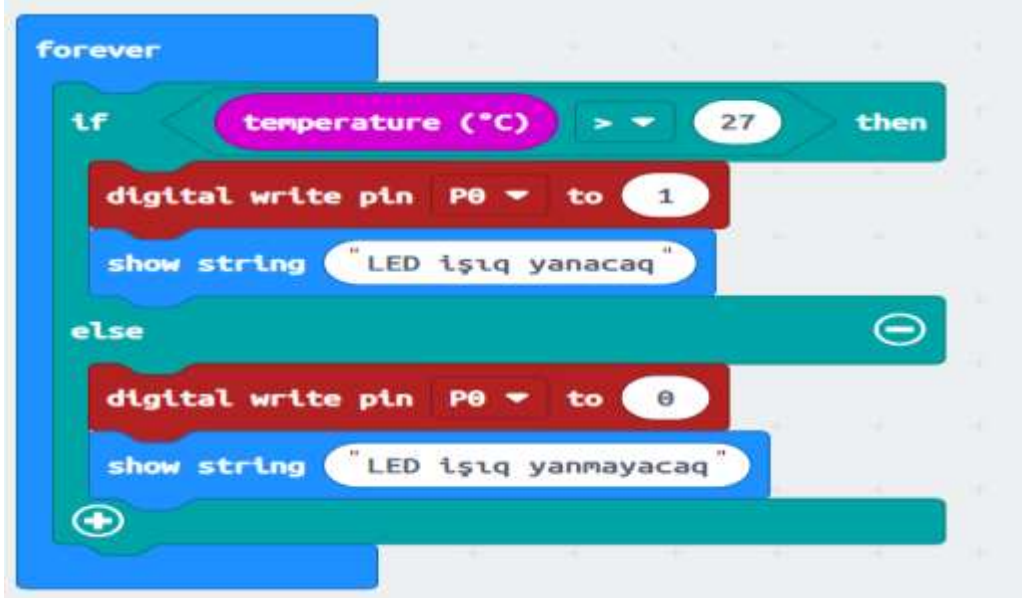 forever
if temperature (°C) > 27 then
digital write pin P0 to 1
show string "LED işıq yanacaq"
else
digital write pin P0 to 0
show string "LED işıq yanmayacaq"